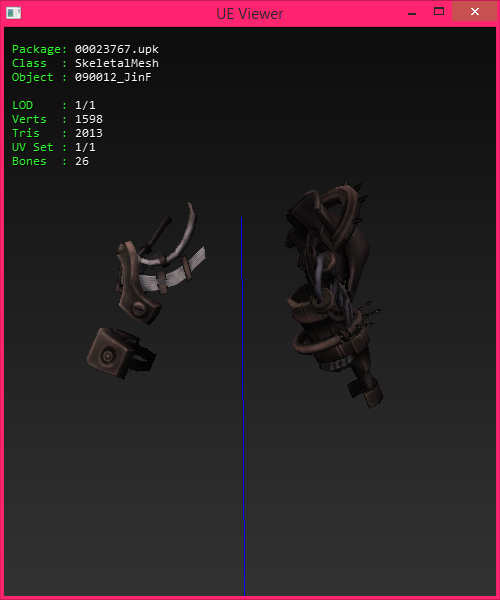 UE Viewer
Package: 00023767.upk
Class : SkeletalMesh
Object : 090012_JinF
LOD : 1/1
Verts : 1598
Tris : 2013
UV Set : 1/1
Bones : 26